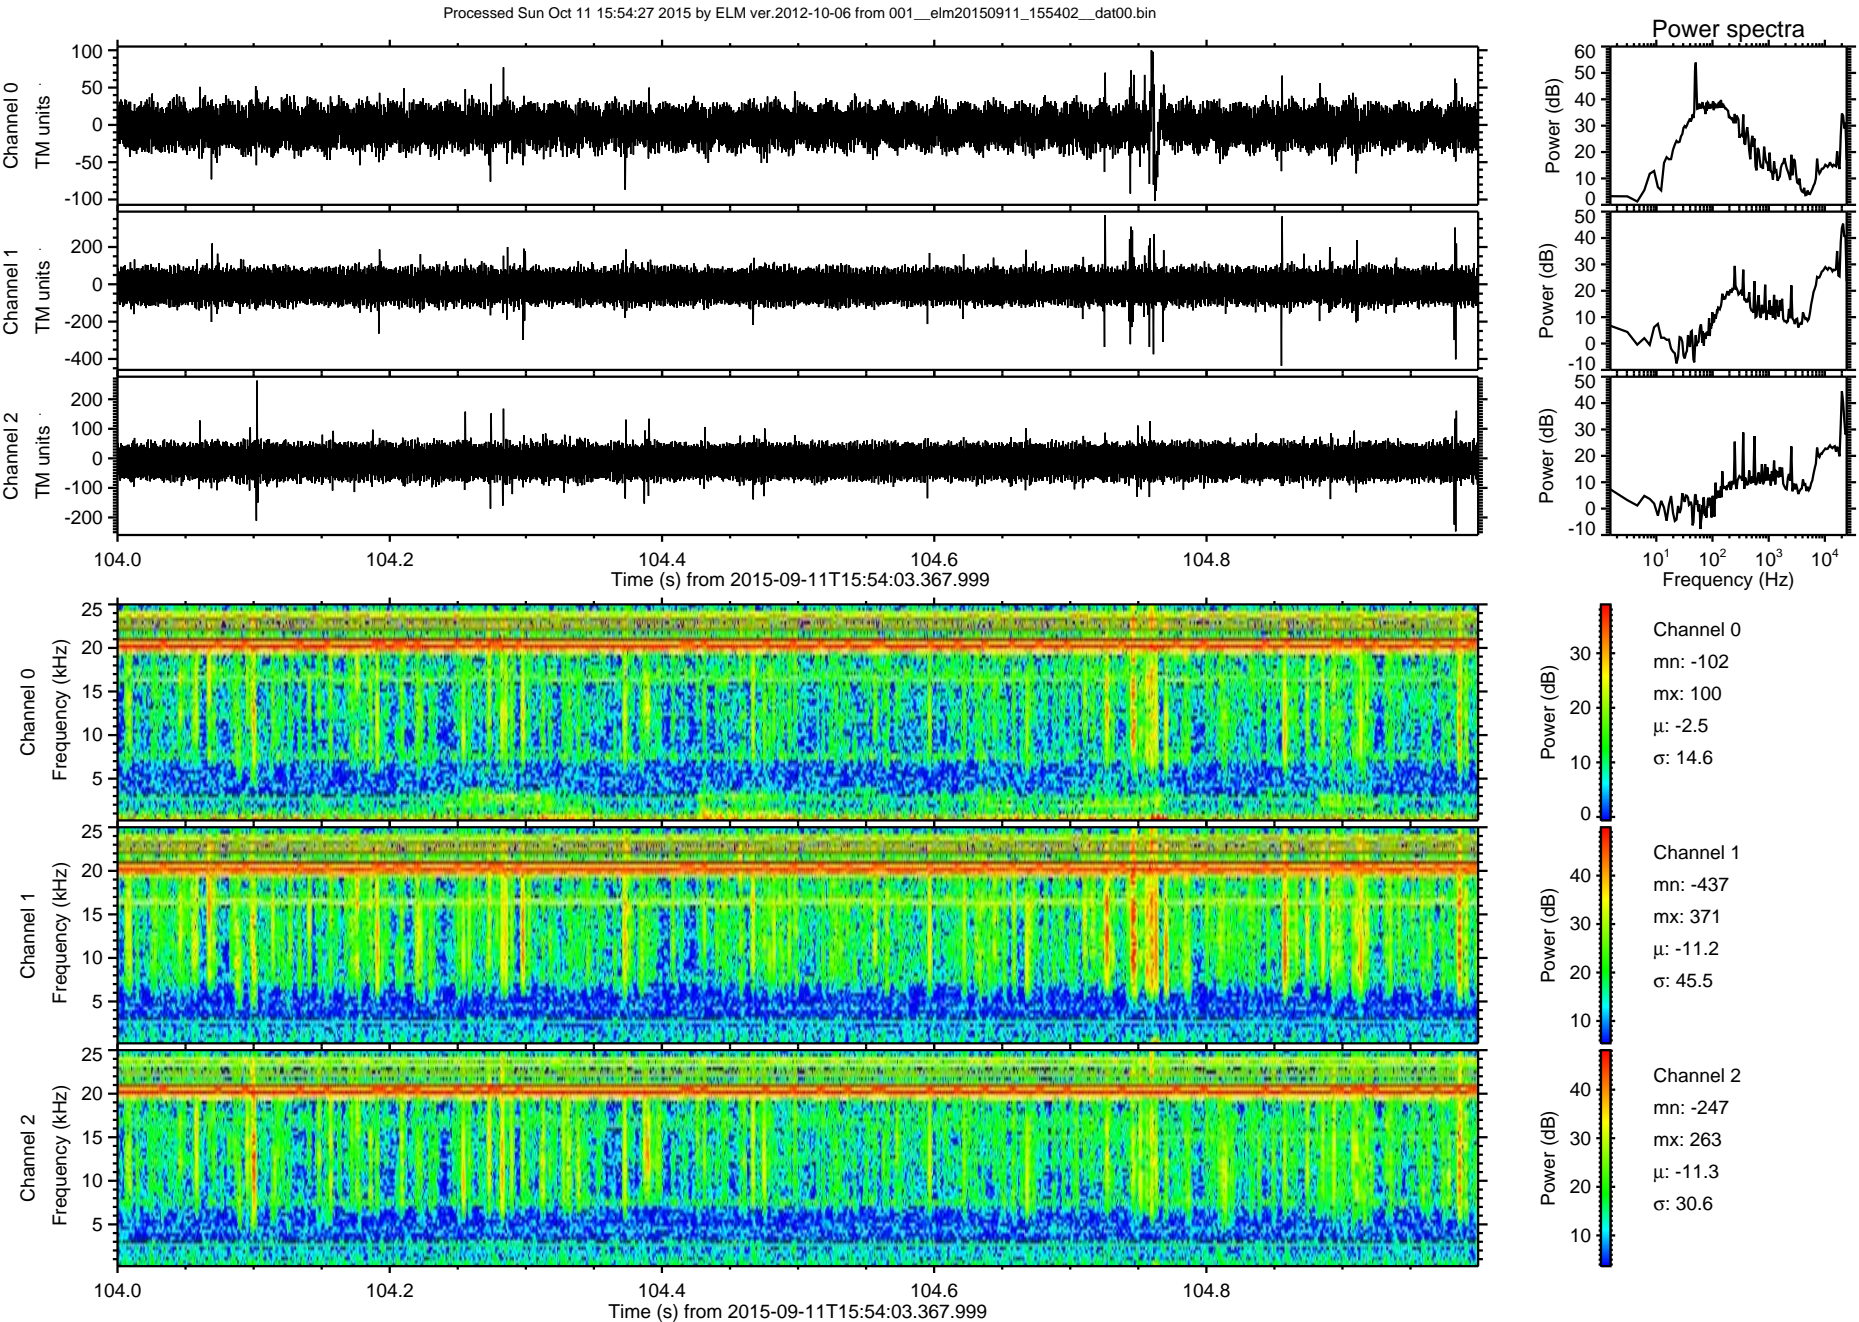 Processed Sun Oct 11 15:54:27 2015 by ELM ver.2012-10-06 from 001__elm20150911_155402__dat00.bin
Power spectra
Channel 0
TM units
100
50
0
-50
-100
Power (dB)
60
50
40
30
20
10
0
Channel 1
TM units
200
0
-200
-400
Power (dB)
50
40
30
20
10
0
-10
Channel 2
TM units
200
100
0
-100
-200
Power (dB)
50
40
30
20
10
0
-10
104.0 104.2 104.4 104.6 104.8
Time (s) from 2015-09-11T15:54:03.367.999
10¹ 10² 10³ 10⁴
Frequency (Hz)
Channel 0
Frequency (kHz)
25
20
15
10
5
Power (dB)
30
20
10
0
Channel 0
mn: -102
mx: 100
μ: -2.5
σ: 14.6
Channel 1
Frequency (kHz)
25
20
15
10
5
Power (dB)
40
30
20
10
Channel 1
mn: -437
mx: 371
μ: -11.2
σ: 45.5
Channel 2
Frequency (kHz)
25
20
15
10
5
Power (dB)
40
30
20
10
Channel 2
mn: -247
mx: 263
μ: -11.3
σ: 30.6
104.0 104.2 104.4 104.6 104.8
Time (s) from 2015-09-11T15:54:03.367.999